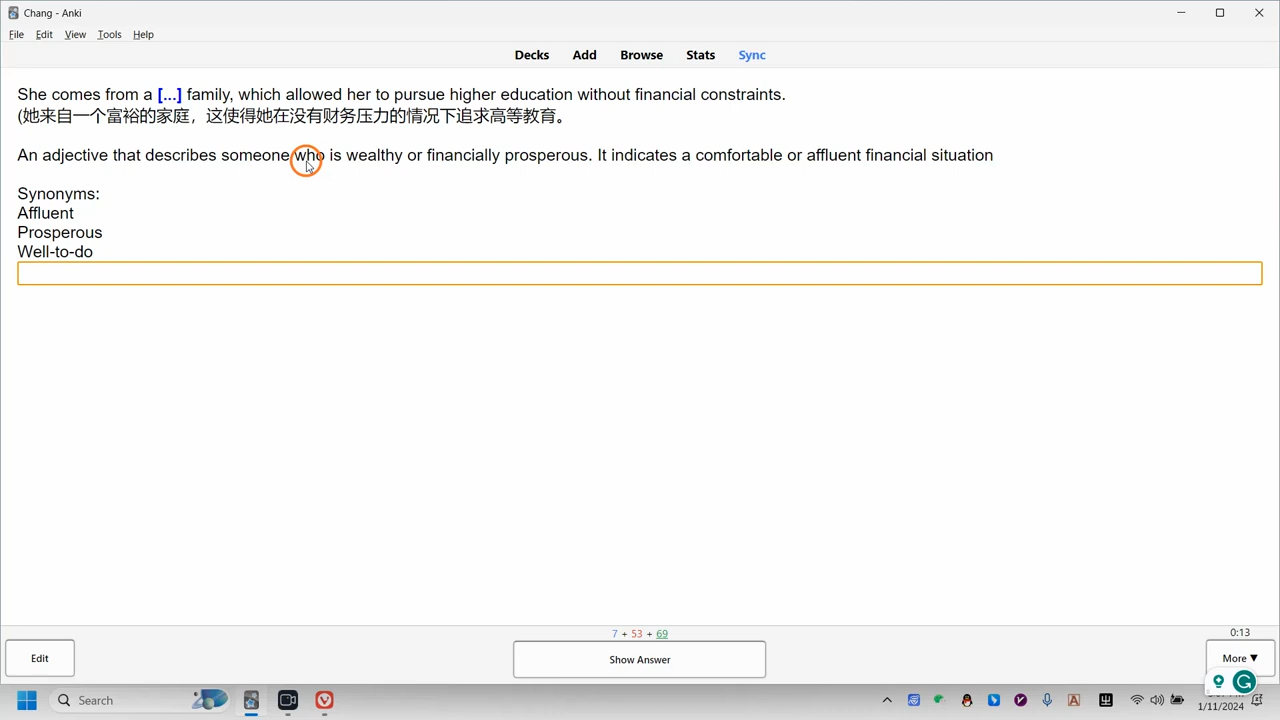 Chang - Anki
File Edit View Tools Help
Decks Add Browse Stats Sync
She comes from a [...] family, which allowed her to pursue higher education without financial constraints.
(她来自一个富裕的家庭，这使得她在没有财务压力的情况下追求高等教育。
An adjective that describes someone who is wealthy or financially prosperous. It indicates a comfortable or affluent financial situation
Synonyms:
Affluent
Prosperous
Well-to-do
7 + 53 + 69
0:13
Edit
Show Answer
More ▼
Search
1/11/2024